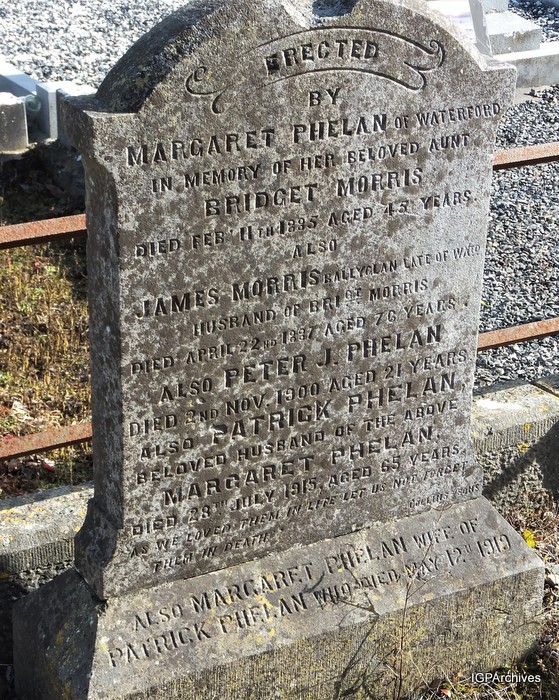 ERECTED
BY
MARGARET PHELAN OF WATERFORD
IN MEMORY OF HER BELOVED AUNT
BRIDGET MORRIS
DIED FEBY 11TH 1895 AGED 43 YEARS.
ALSO
JAMES MORRIS BALLYGLAN LATE OF WATD
HUSBAND OF BRIGT MORRIS
DIED APRIL 22ND 1897 AGED 76 YEARS.
ALSO PETER J. PHELAN
DIED 2ND NOV. 1900 AGED 21 YEARS.
ALSO PATRICK PHELAN
BELOVED HUSBAND OF THE ABOVE
MARGARET PHELAN
DIED 28TH JULY 1915, AGED 65 YEARS.
AS WE LOVED THEM IN LIFE LET US NOT FORGET
THEM IN DEATH.
ALSO MARGARET PHELAN WIFE OF
PATRICK PHELAN WHO DIED MAY 12TH 1919
IGPArchives